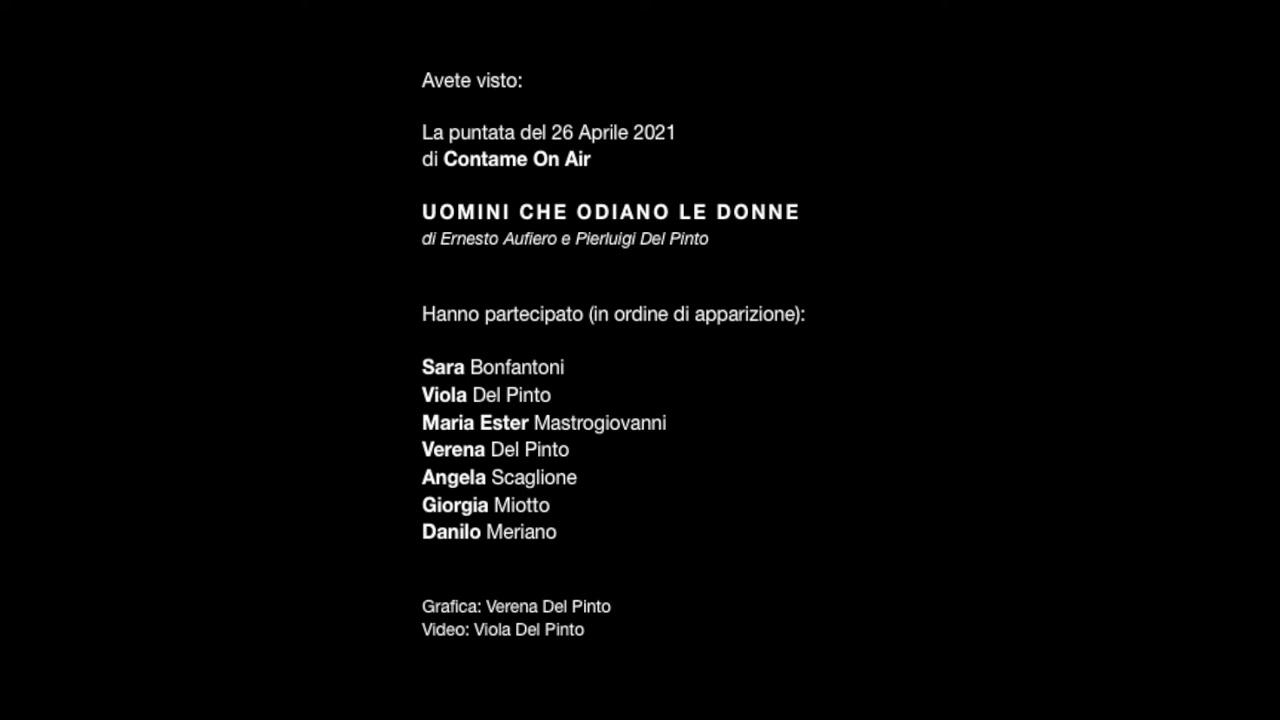 Avete visto:
La puntata del 26 Aprile 2021
di Contame On Air
UOMINI CHE ODIANO LE DONNE
di Ernesto Aufiero e Pierluigi Del Pinto
Hanno partecipato (in ordine di apparizione):
Sara Bonfantoni
Viola Del Pinto
Maria Ester Mastrogiovanni
Verena Del Pinto
Angela Scaglione
Giorgia Miotto
Danilo Meriano
Grafica: Verena Del Pinto
Video: Viola Del Pinto